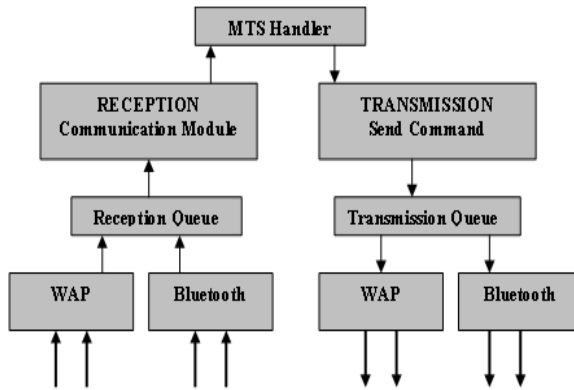 MTS Handler
RECEPTION
Communication Module
TRANSMISSION
Send Command
Reception Queue
Transmission Queue
WAP
Bluetooth
WAP
Bluetooth